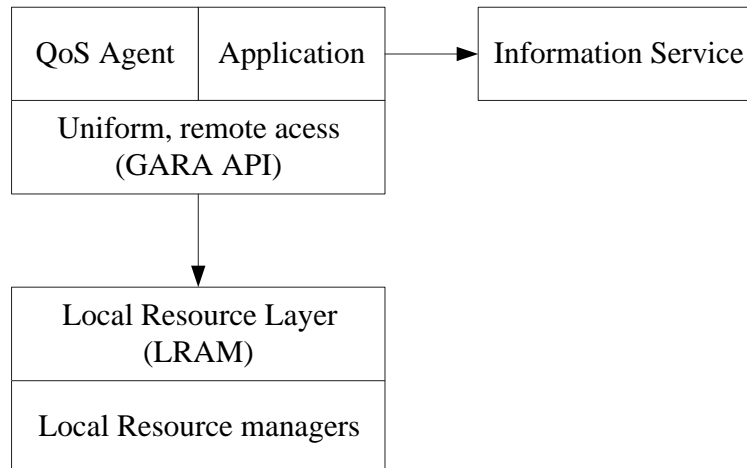 QoS Agent
Application
Information Service
Uniform, remote acess
(GARA API)
Local Resource Layer
(LRAM)
Local Resource managers